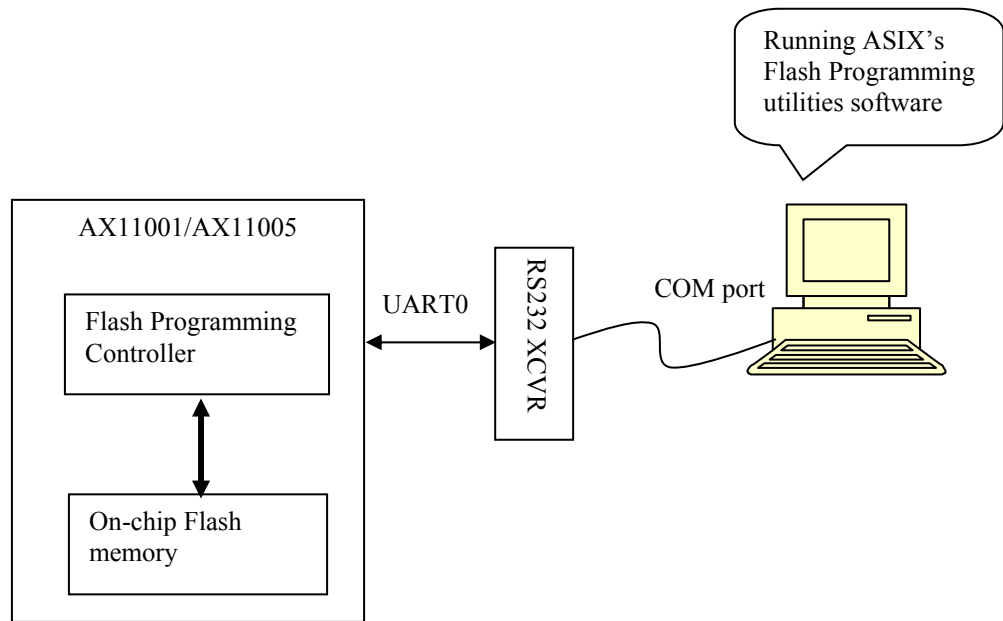 Running ASIX’s
Flash Programming
utilities software
AX11001/AX11005
Flash Programming
Controller
UART0
RS232 XCVR
COM port
On-chip Flash
memory